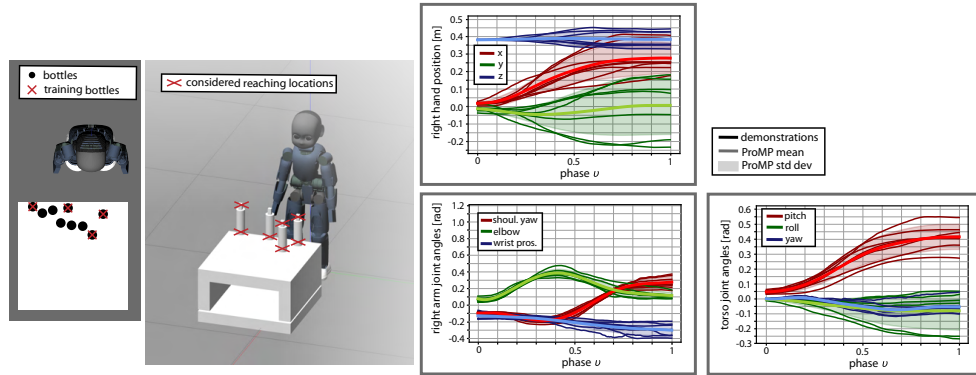 bottles
training bottles
considered reaching locations
right hand position [m]
0.5
0.4
0.3
0.2
0.1
0.0
-0.1
-0.2
x
y
z
0
0.5
1
phase υ
demonstrations
ProMP mean
ProMP std dev
right arm joint angles [rad]
1.2
1.0
0.8
0.6
0.4
0.2
0.0
-0.2
-0.4
shoul. yaw
elbow
wrist pros.
0
0.5
1
phase υ
torso joint angles [rad]
0.6
0.5
0.4
0.3
0.2
0.1
0.0
-0.1
-0.2
-0.3
pitch
roll
yaw
0
0.5
1
phase υ